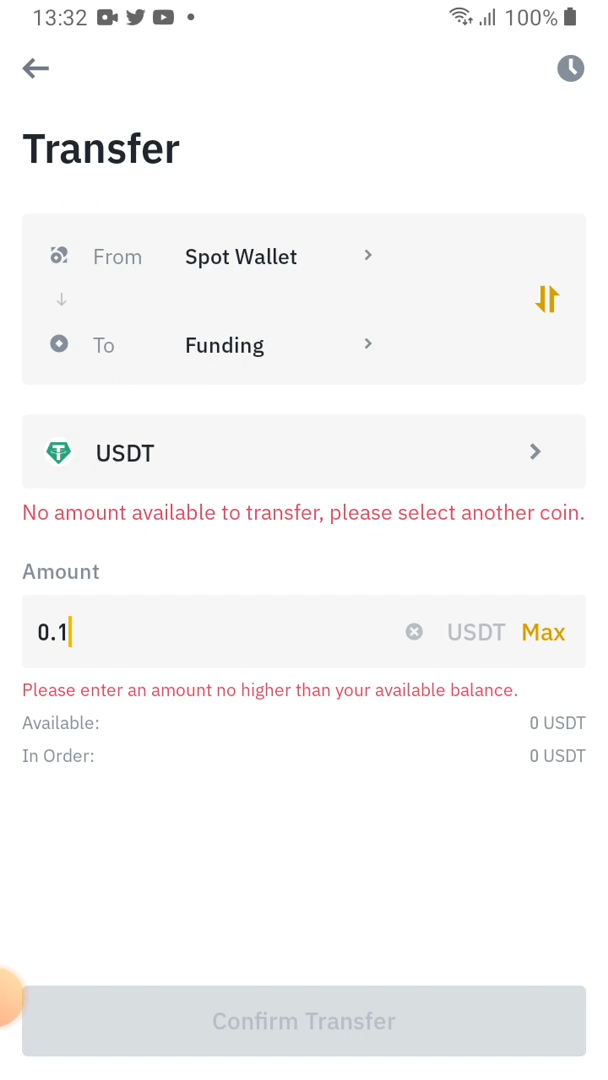 13:32 100%
Transfer
From Spot Wallet
To Funding
USDT
No amount available to transfer, please select another coin.
Amount
0.1 USDT Max
Please enter an amount no higher than your available balance.
Available: 0 USDT
In Order: 0 USDT
Confirm Transfer